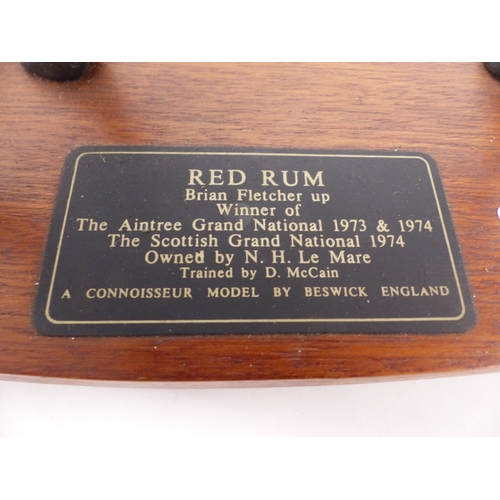 RED RUM
Brian Fletcher up
Winner of
The Aintree Grand National 1973 & 1974
The Scottish Grand National 1974
Owned by N. H. Le Mare
Trained by D. McCain
A CONNOISSEUR MODEL BY BESWICK ENGLAND